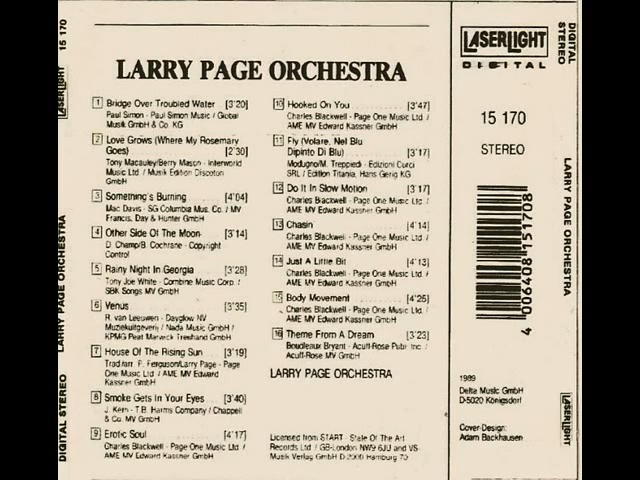 LARRY PAGE ORCHESTRA
1 Bridge Over Troubled Water [3'20]
Paul Simon - Paul Simon Music / Global
Musik GmbH & Co. KG
2 Love Grows (Where My Rosemary
Goes) [2'30]
Tony Macauley/Berry Mason - Interworld
Music Ltd. / Musik Edition Discoton
GmbH
3 Something's Burning [4'04]
Mac Davis - SG Columbia Mus. Co. / MV
Francis, Day & Hunter GmbH
4 Other Side Of The Moon [3'14]
D. Champ/B. Cochrane - Copyright
Control
5 Rainy Night In Georgia [3'28]
Tony Joe White - Combine Music Corp. /
SBK Songs MV GmbH
6 Venus [3'35]
R. van Leeuwen - Dayglow NV
Muziekuitgeverij / Nada Music GmbH /
KPMG Peat Marwick Treuhand GmbH
7 House Of The Rising Sun [3'19]
Trad/arr. P. Ferguson/Larry Page - Page
One Music Ltd / AME MV Edward
Kassner GmbH
8 Smoke Gets In Your Eyes [3'40]
J. Kern - T.B. Harms Company / Chappell
& Co. MV GmbH
9 Erotic Soul [4'17]
Charles Blackwell - Page One Music Ltd. /
AME MV Edward Kassner GmbH
10 Hooked On You [3'47]
Charles Blackwell - Page One Music Ltd. /
AME MV Edward Kassner GmbH
11 Fly (Volare, Nel Blu
Dipinto Di Blu) [3'17]
Modugno/M. Treppiedi - Edizioni Curci
SRL / Edition Titania, Hans Gerig KG
12 Do It In Slow Motion [3'17]
Charles Blackwell - Page One Music Ltd. /
AME MV Edward Kassner GmbH
13 Chasin [4'14]
Charles Blackwell - Page One Music Ltd. /
AME MV Edward Kassner GmbH
14 Just A Little Bit [4'13]
Charles Blackwell - Page One Music Ltd. /
AME MV Edward Kassner GmbH
15 Body Movement [4'25]
Charles Blackwell - Page One Music Ltd. /
AME MV Edward Kassner GmbH
16 Theme From A Dream [3'23]
Boudleaux Bryant - Acuff-Rose Publ. Inc. /
Acuff-Rose MV GmbH
LARRY PAGE ORCHESTRA
Licensed from START - State Of The Art
Records Ltd / GB-London NW9 6JU and VS-
Musik Verlag GmbH D 2000 Hamburg 70
LASERLIGHT
DIGITAL
15 170
STEREO
4 006408 151708
1989
Delta Music GmbH
D-5020 Königsdorf
Cover-Design:
Adam Backhausen
DIGITAL STEREO LARRY PAGE ORCHESTRA LASERLIGHT 15 170
DIGITAL
STEREO
LARRY PAGE ORCHESTRA
LASERLIGHT